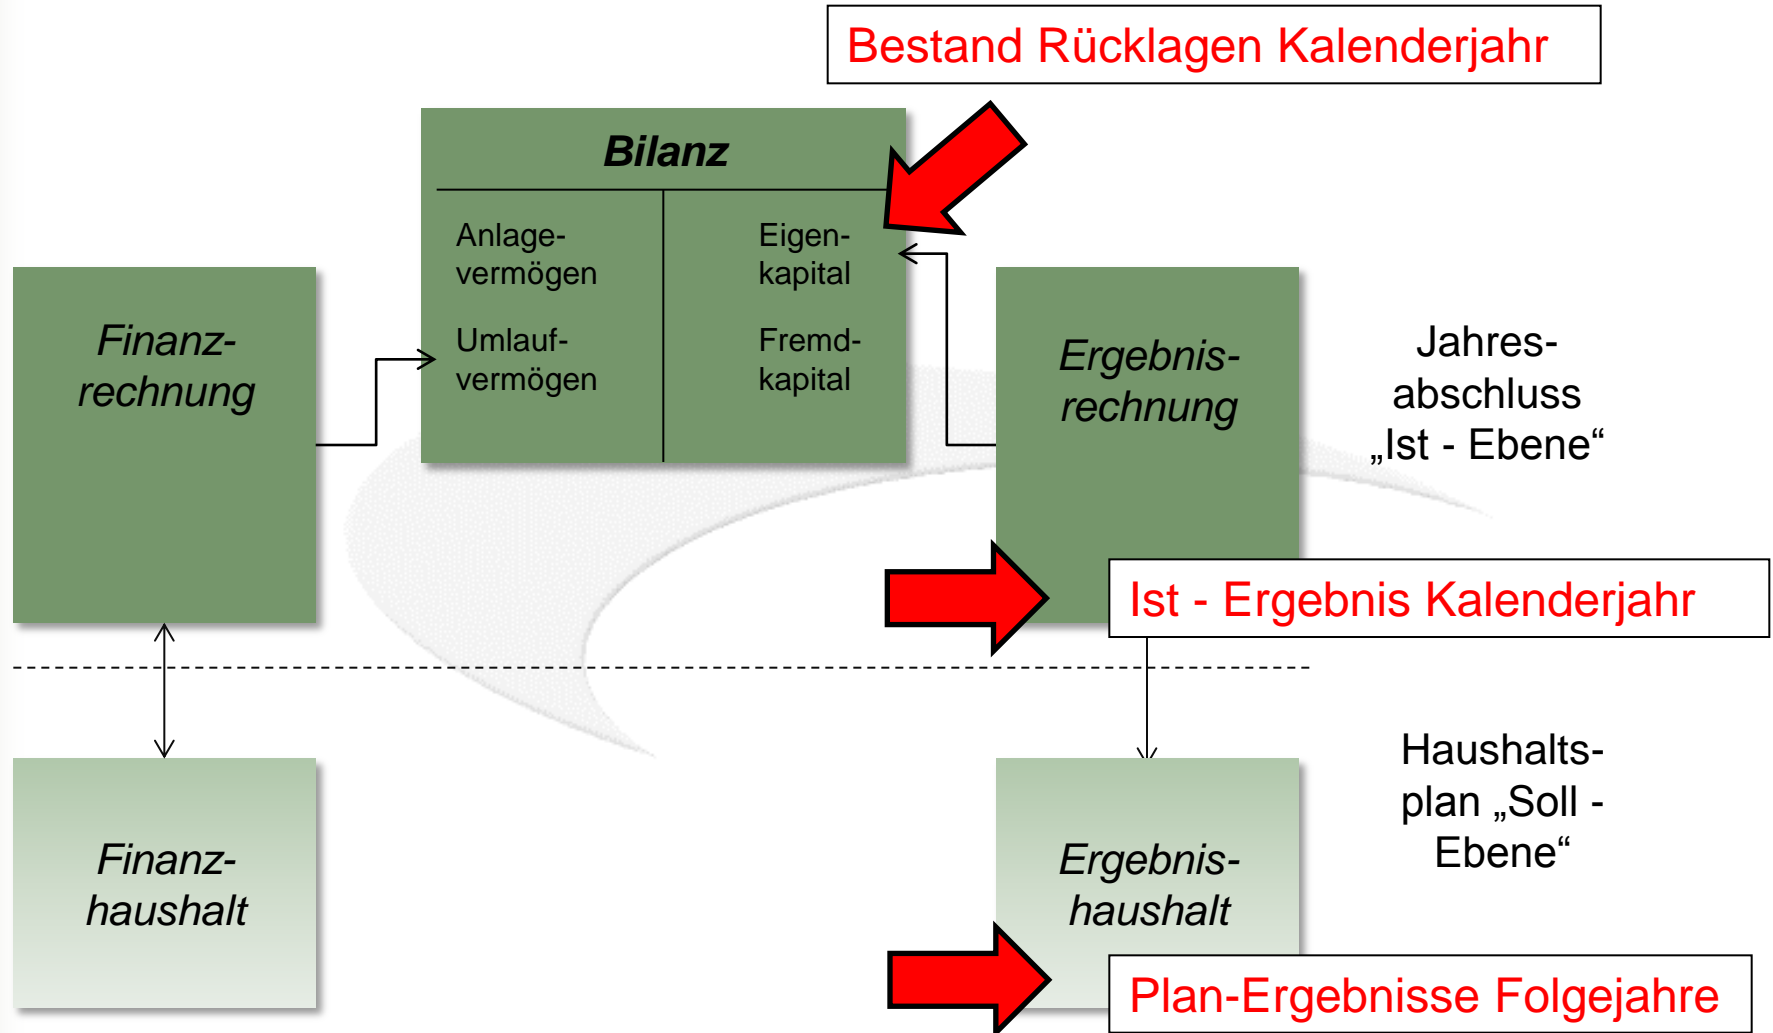 Bestand Rücklagen Kalenderjahr
Bilanz
Anlage-
vermögen
Umlauf-
vermögen
Eigen-
kapital
Fremd-
kapital
Finanz-
rechnung
Ergebnis-
rechnung
Jahres-
abschluss
„Ist - Ebene“
Ist - Ergebnis Kalenderjahr
Finanz-
haushalt
Ergebnis-
haushalt
Haushalts-
plan „Soll -
Ebene“
Plan-Ergebnisse Folgejahre